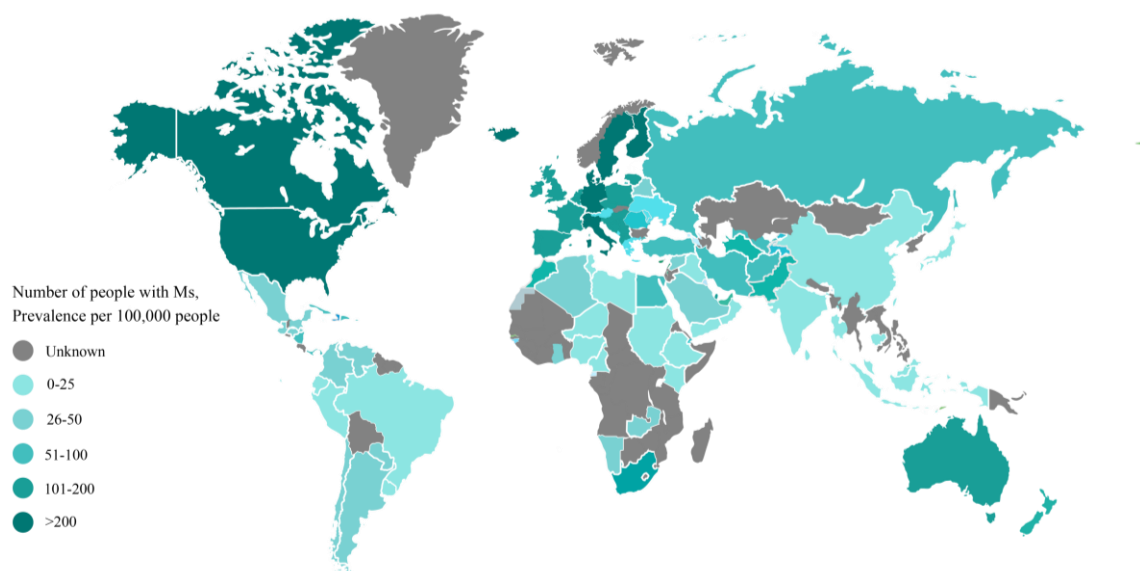 Number of people with Ms,
Prevalence per 100,000 people
Unknown
0-25
26-50
51-100
101-200
>200